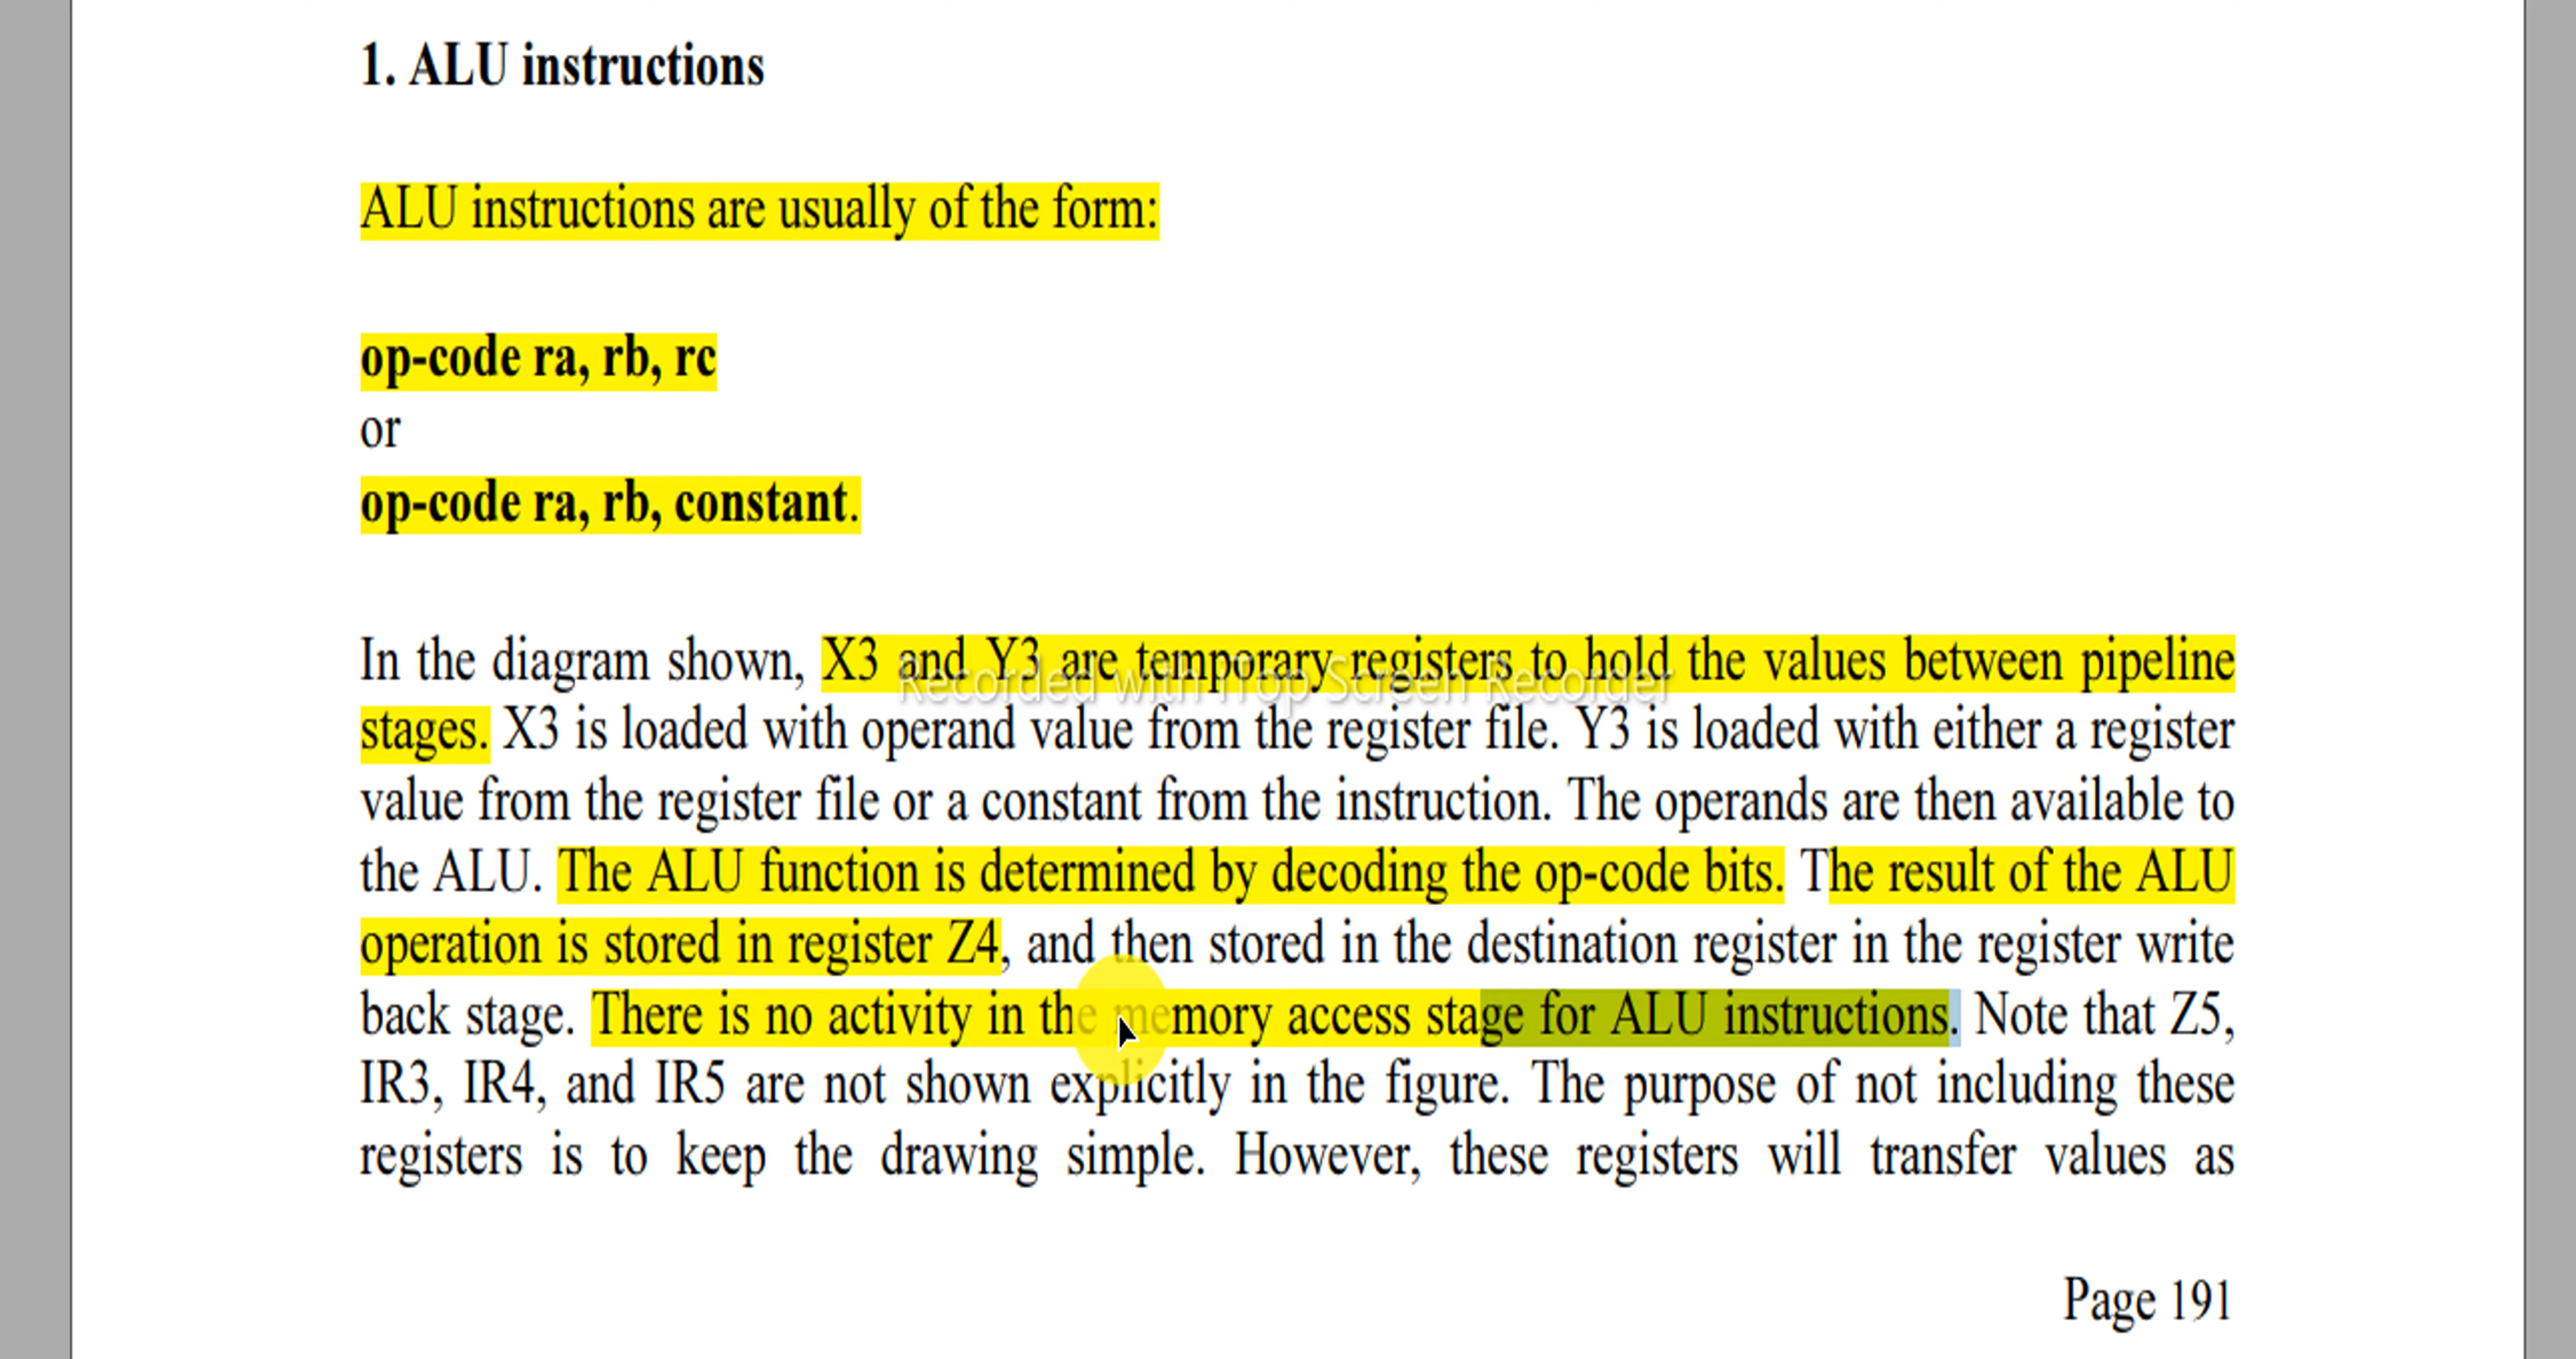 1. ALU instructions
ALU instructions are usually of the form:
op-code ra, rb, rc
or
op-code ra, rb, constant.
In the diagram shown, X3 and Y3 are temporary registers to hold the values between pipeline
Recorded with iTop Screen Recorder
stages. X3 is loaded with operand value from the register file. Y3 is loaded with either a register
value from the register file or a constant from the instruction. The operands are then available to
the ALU. The ALU function is determined by decoding the op-code bits. The result of the ALU
operation is stored in register Z4, and then stored in the destination register in the register write
back stage. There is no activity in the memory access stage for ALU instructions. Note that Z5,
IR3, IR4, and IR5 are not shown explicitly in the figure. The purpose of not including these
registers is to keep the drawing simple. However, these registers will transfer values as
Page 191